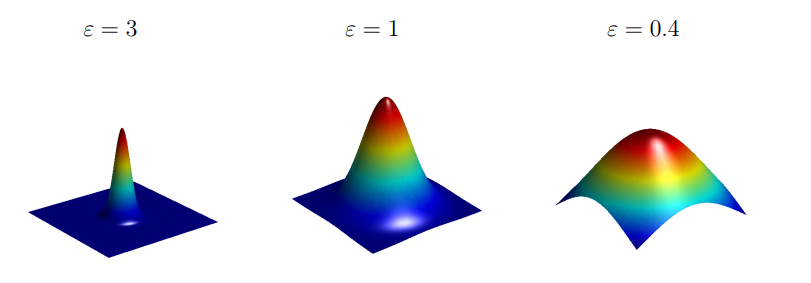 ε = 3
ε = 1
ε = 0.4